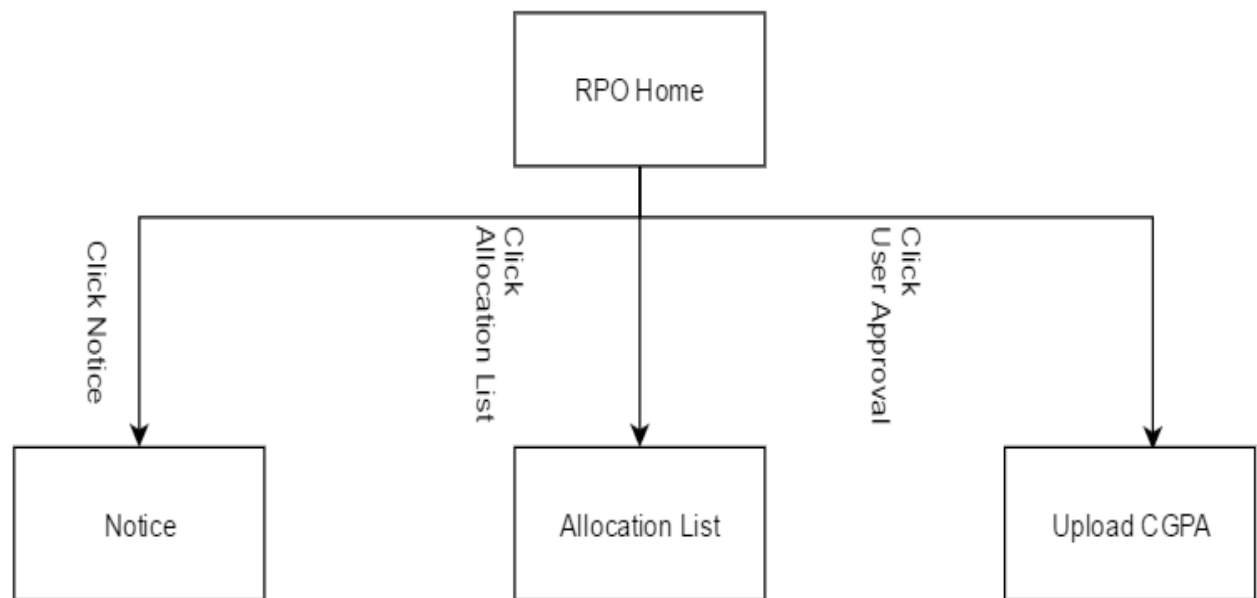 RPO Home
Click Notice
Click
Allocation List
Click
User Approval
Notice
Allocation List
Upload CGPA